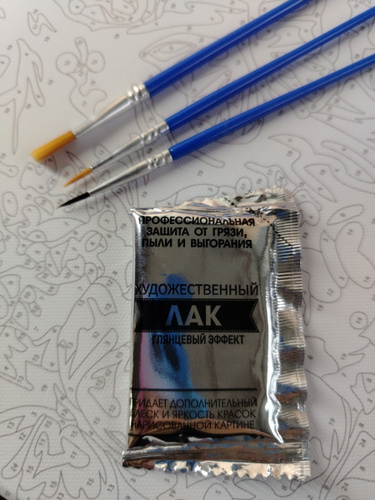 ПРОФЕССИОНАЛЬНАЯ
ЗАЩИТА ОТ ГРЯЗИ,
ПЫЛИ И ВЫГОРАНИЯ
ХУДОЖЕСТВЕННЫЙ
ЛАК
ГЛЯНЦЕВЫЙ ЭФФЕКТ
ПРИДАЕТ ДОПОЛНИТЕЛЬНЫЙ
БЛЕСК И ЯРКОСТЬ КРАСОК
НАРИСОВАННОЙ КАРТИНЕ